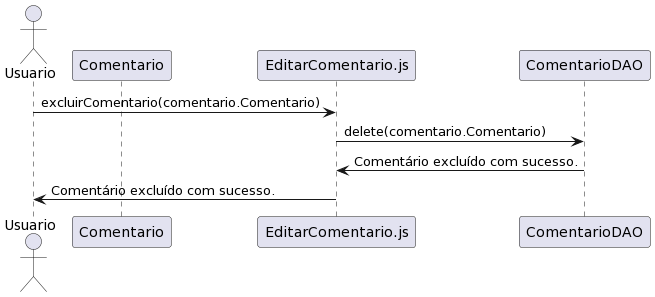 Usuario
Comentario
EditarComentario.js
ComentarioDAO
excluirComentario(comentario.Comentario)
delete(comentario.Comentario)
Comentário excluído com sucesso.
Comentário excluído com sucesso.
Usuario
Comentario
EditarComentario.js
ComentarioDAO